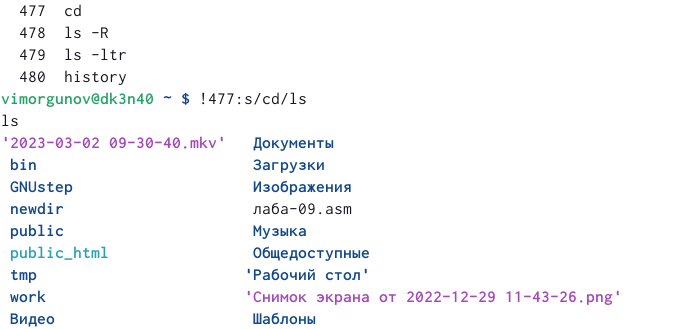 477 cd
478 ls -R
479 ls -ltr
480 history
vimorgunov@dk3n40 ~ $ !477:s/cd/ls
ls
'2023-03-02 09-30-40.mkv' Документы
bin Загрузки
GNUstep Изображения
newdir лаба-09.asm
public Музыка
public_html Общедоступные
tmp 'Рабочий стол'
work 'Снимок экрана от 2022-12-29 11-43-26.png'
Видео Шаблоны